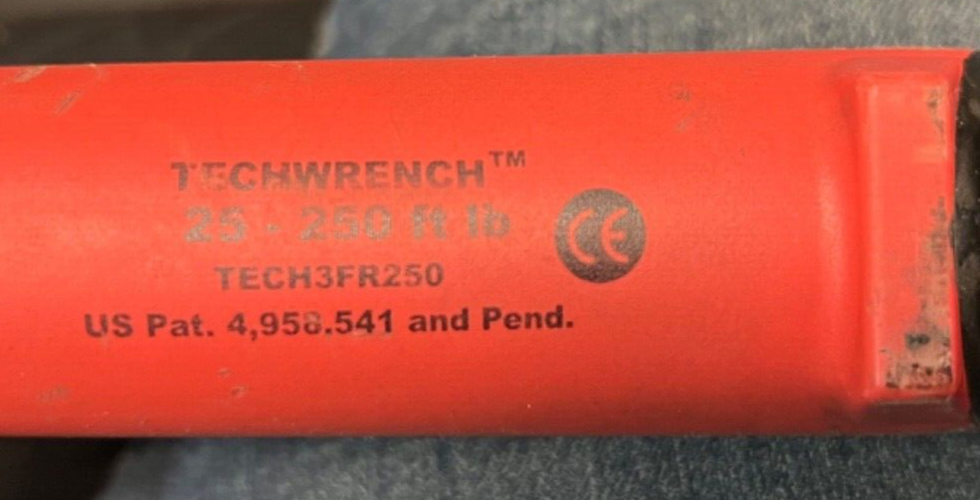 TECHWRENCH™
25 - 250 ft lb
CE
TECH3FR250
US Pat. 4,958.541 and Pend.